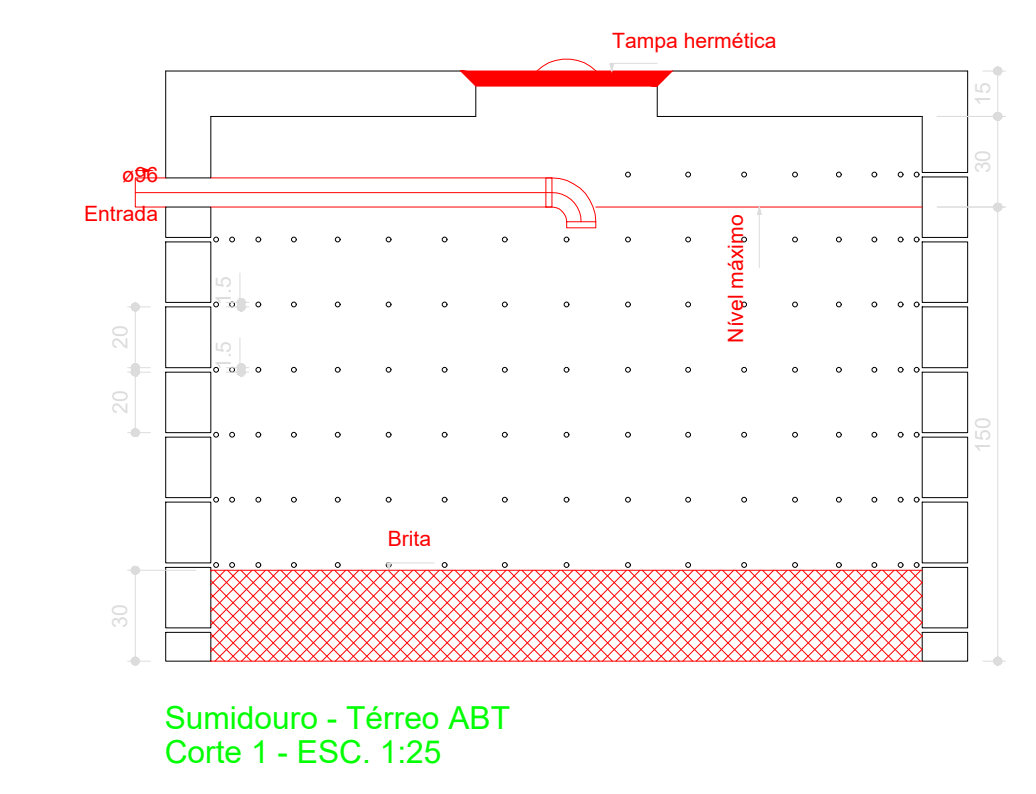 Tampa hermética
15
30
ø96
Entrada
Nível máximo
1.5
20
1.5
20
150
Brita
30
Sumidouro - Térreo ABT
Corte 1 - ESC. 1:25